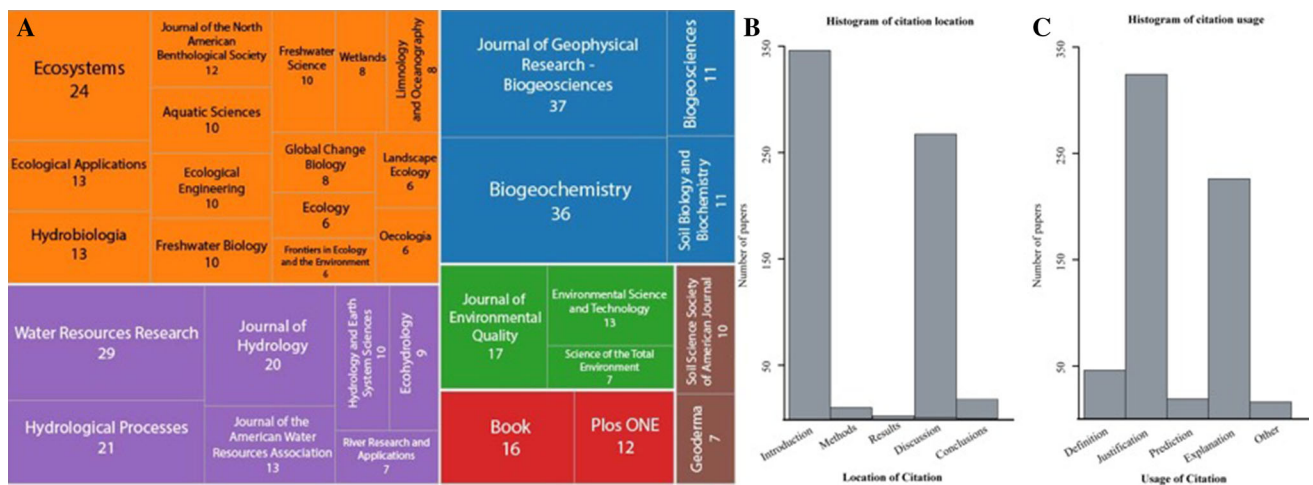 A
Ecosystems
24
Ecological Applications
13
Hydrobiologia
13
Journal of the North
American
Benthological Society
12
Aquatic Sciences
10
Ecological
Engineering
10
Freshwater Biology
10
Freshwater
Science
10
Wetlands
8
Limnology
and Oceanography
8
Global Change
Biology
8
Landscape
Ecology
6
Ecology
6
Oecologia
6
Frontiers in Ecology
and the Environment
6
Journal of Geophysical
Research -
Biogeosciences
37
Biogeosciences
11
Biogeochemistry
36
Soil Biology and
Biochemistry
11
Water Resources Research
29
Hydrological Processes
21
Journal of
Hydrology
20
Journal of the
American Water
Resources Association
13
Hydrology and Earth
System Sciences
10
Ecohydrology
9
River Research and
Applications
7
Journal of
Environmental
Quality
17
Environmental Science
and Technology
13
Science of the Total
Environment
7
Soil Science Society
of American Journal
10
Geoderma
7
Book
16
Plos ONE
12
B
Histogram of citation location
Number of papers
350
250
150
50
Introduction
Methods
Results
Discussion
Conclusions
Location of Citation
C
Histogram of citation usage
Number of papers
350
250
150
50
Definition
Justification
Prediction
Explanation
Other
Usage of Citation